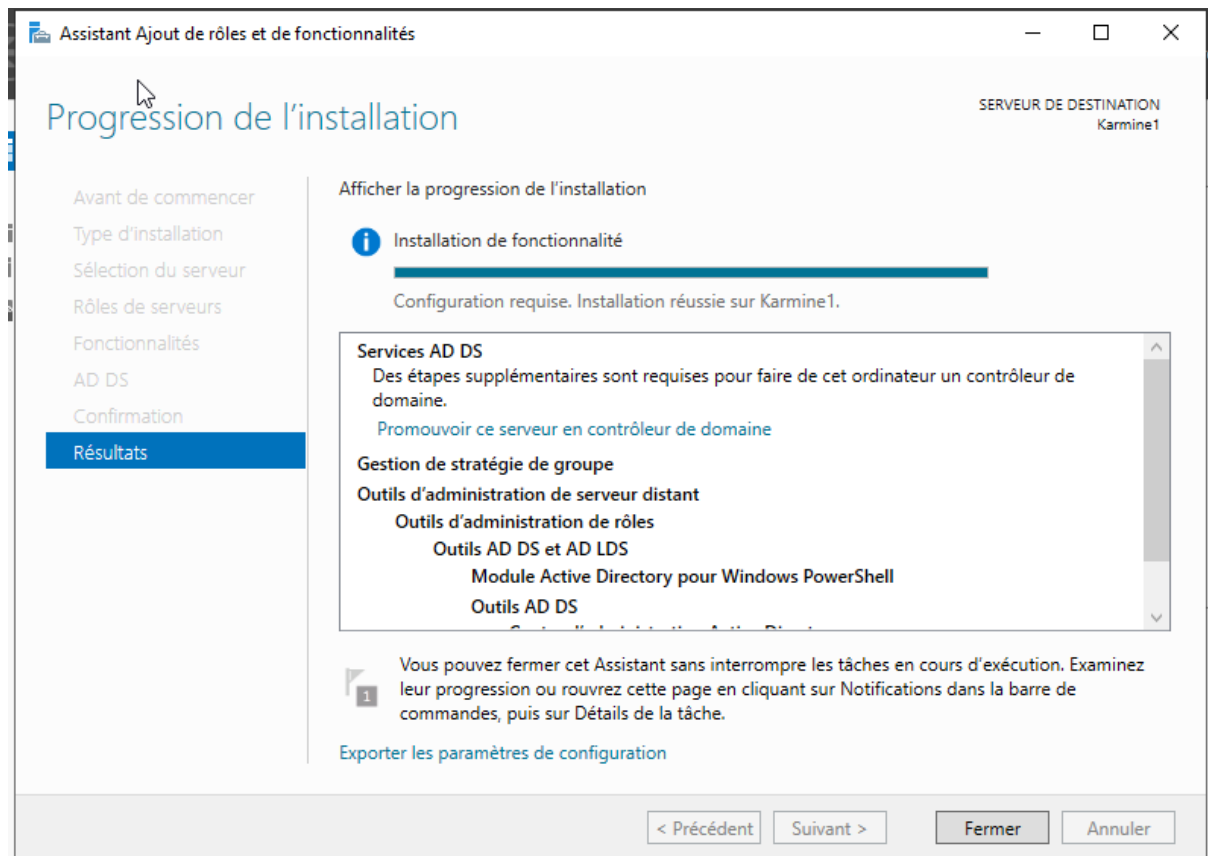 Assistant Ajout de rôles et de fonctionnalités
Progression de l’installation
SERVEUR DE DESTINATION
Karmine1
Avant de commencer
Type d’installation
Sélection du serveur
Rôles de serveurs
Fonctionnalités
AD DS
Confirmation
Résultats
Afficher la progression de l’installation
Installation de fonctionnalité
Configuration requise. Installation réussie sur Karmine1.
Services AD DS
Des étapes supplémentaires sont requises pour faire de cet ordinateur un contrôleur de
domaine.
Promouvoir ce serveur en contrôleur de domaine
Gestion de stratégie de groupe
Outils d’administration de serveur distant
Outils d’administration de rôles
Outils AD DS et AD LDS
Module Active Directory pour Windows PowerShell
Outils AD DS
1
Vous pouvez fermer cet Assistant sans interrompre les tâches en cours d’exécution. Examinez
leur progression ou rouvrez cette page en cliquant sur Notifications dans la barre de
commandes, puis sur Détails de la tâche.
Exporter les paramètres de configuration
< Précédent
Suivant >
Fermer
Annuler